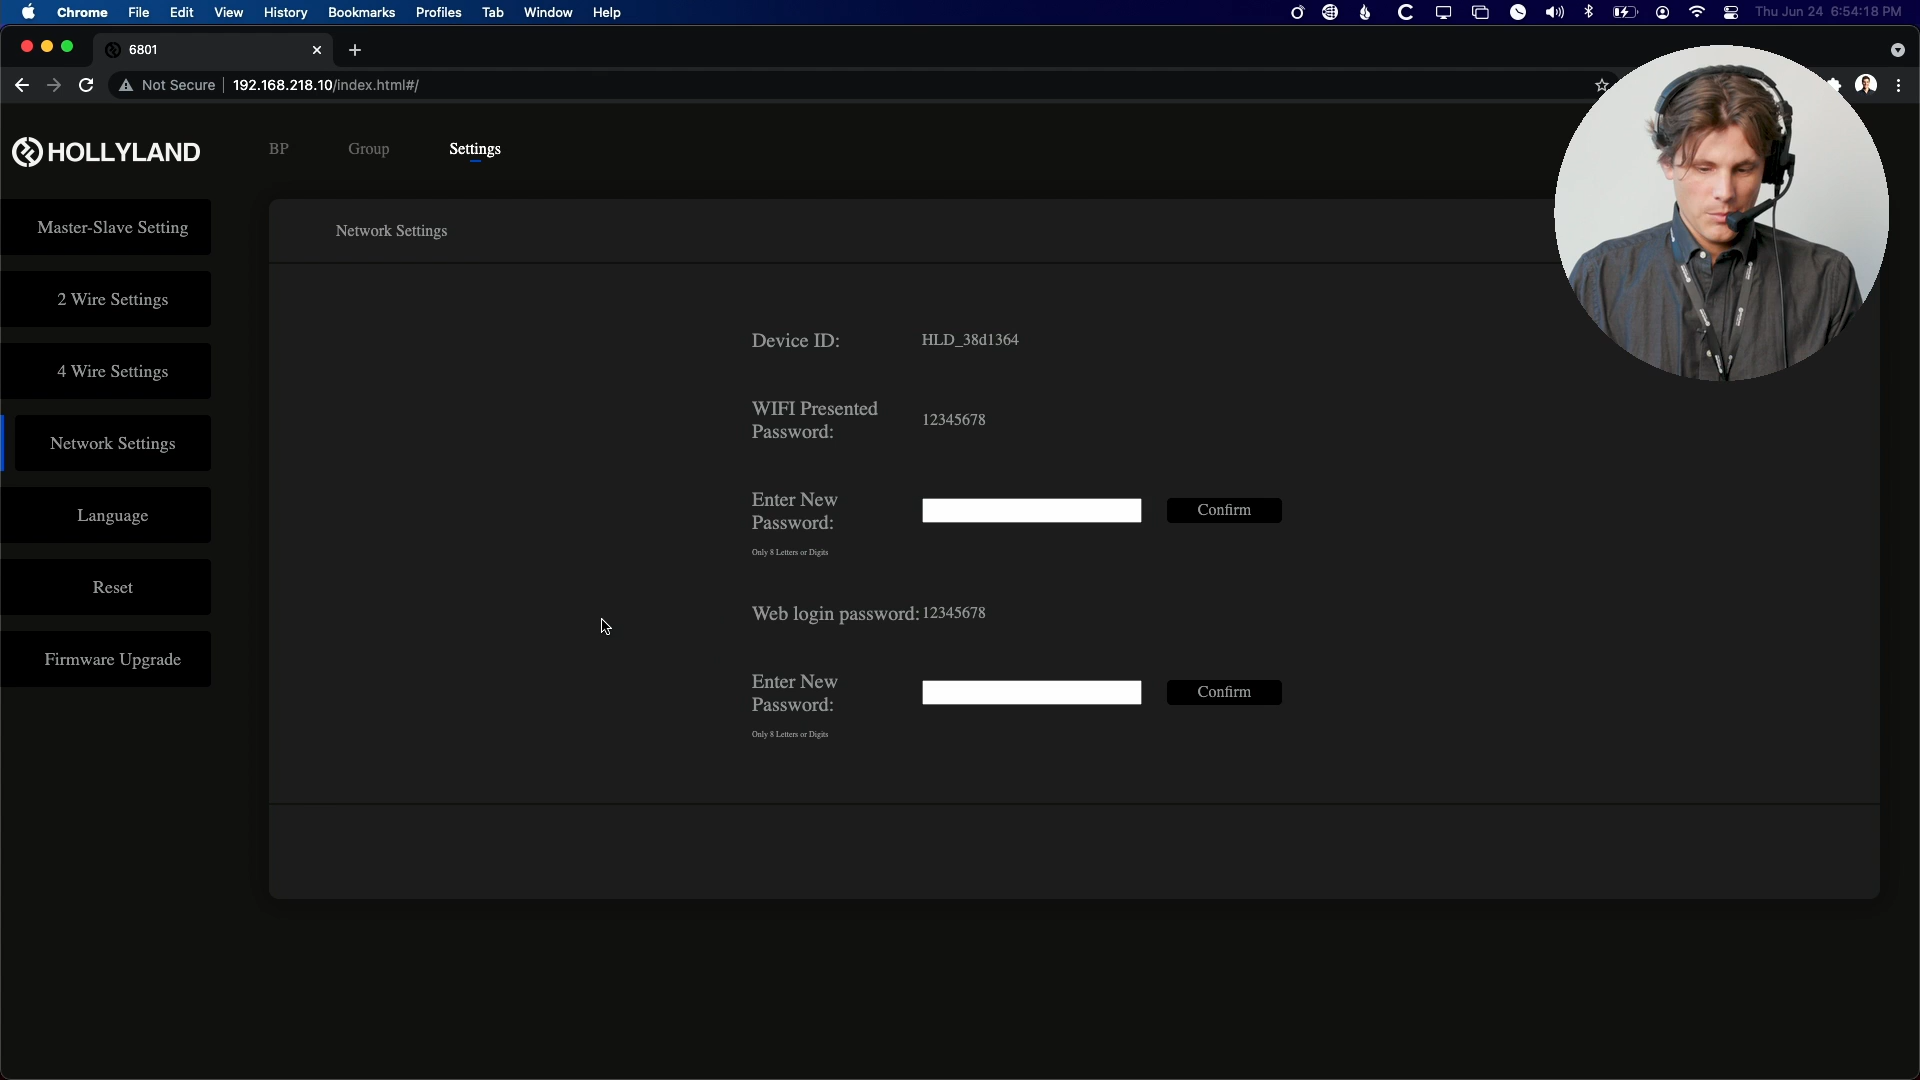 Chrome File Edit View History Bookmarks Profiles Tab Window Help Thu Jun 24 6:54:18 PM
6801
Not Secure 192.168.218.10/index.html#/
HOLLYLAND
BP Group Settings
Master-Slave Setting
2 Wire Settings
4 Wire Settings
Network Settings
Language
Reset
Firmware Upgrade
Network Settings
Device ID: HLD_38d1364
WIFI Presented
Password: 12345678
Enter New
Password: Confirm
Only 8 Letters or Digits
Web login password: 12345678
Enter New
Password: Confirm
Only 8 Letters or Digits